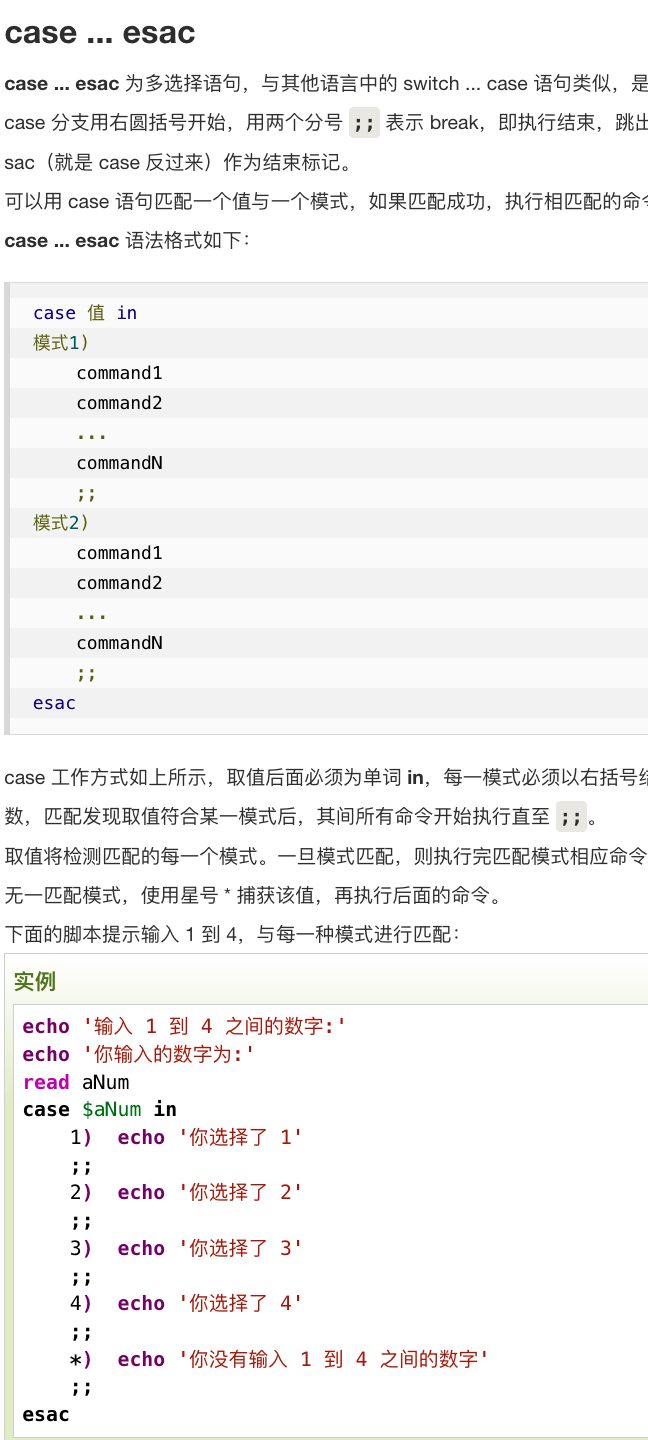 case ... esac
case ... esac 为多选择语句，与其他语言中的 switch ... case 语句类似，是
case 分支用右圆括号开始，用两个分号 ;; 表示 break，即执行结束，跳出
sac（就是 case 反过来）作为结束标记。
可以用 case 语句匹配一个值与一个模式，如果匹配成功，执行相匹配的命令
case ... esac 语法格式如下：
case 值 in
模式1)
    command1
    command2
    ...
    commandN
    ;;
模式2)
    command1
    command2
    ...
    commandN
    ;;
esac
case 工作方式如上所示，取值后面必须为单词 in，每一模式必须以右括号结
数，匹配发现取值符合某一模式后，其间所有命令开始执行直至 ;;。
取值将检测匹配的每一个模式。一旦模式匹配，则执行完匹配模式相应命令
无一匹配模式，使用星号 * 捕获该值，再执行后面的命令。
下面的脚本提示输入 1 到 4，与每一种模式进行匹配：
实例
echo '输入 1 到 4 之间的数字:'
echo '你输入的数字为:'
read aNum
case $aNum in
    1)  echo '你选择了 1'
    ;;
    2)  echo '你选择了 2'
    ;;
    3)  echo '你选择了 3'
    ;;
    4)  echo '你选择了 4'
    ;;
    *)  echo '你没有输入 1 到 4 之间的数字'
    ;;
esac